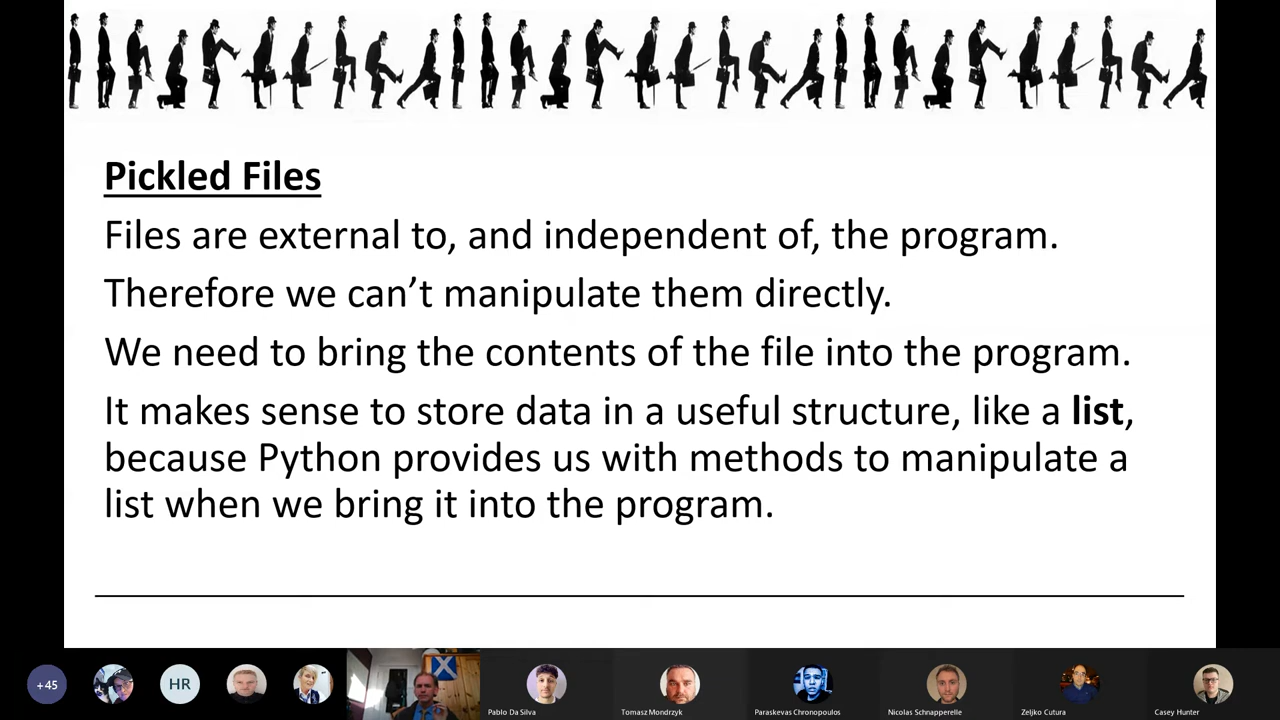 Pickled Files
Files are external to, and independent of, the program.
Therefore we can’t manipulate them directly.
We need to bring the contents of the file into the program.
It makes sense to store data in a useful structure, like a list,
because Python provides us with methods to manipulate a
list when we bring it into the program.
+45
HR
Pablo Da Silva
Tomasz Mondrzyk
Paraskevas Chronopoulos
Nicolas Schnapperelle
Zeljko Cutura
Casey Hunter